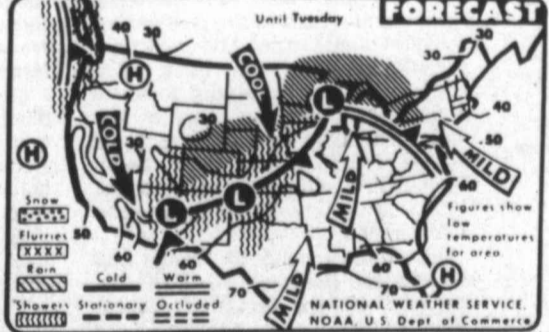 FORECAST
Until Tuesday
40
30
30
30
COOL
H
L
COLD
30
30
40
50
MILD
H
60
L
L
MILD
Snow
Flurries
XXXX
Rain
Showers
50
60
60
70
60
70
MILD
H
Figures show
low
temperatures
for area.
Cold
Warm
Stationary
Occluded
NATIONAL WEATHER SERVICE,
NOAA, U.S. Dept of Commerce